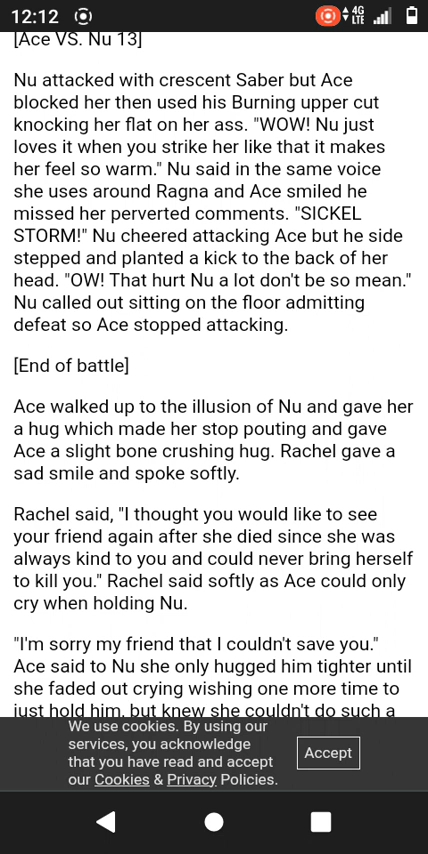 12:12
4G
LTE
[Ace VS. Nu 13]
Nu attacked with crescent Saber but Ace
blocked her then used his Burning upper cut
knocking her flat on her ass. "WOW! Nu just
loves it when you strike her like that it makes
her feel so warm." Nu said in the same voice
she uses around Ragna and Ace smiled he
missed her perverted comments. "SICKEL
STORM!" Nu cheered attacking Ace but he side
stepped and planted a kick to the back of her
head. "OW! That hurt Nu a lot don't be so mean."
Nu called out sitting on the floor admitting
defeat so Ace stopped attacking.
[End of battle]
Ace walked up to the illusion of Nu and gave her
a hug which made her stop pouting and gave
Ace a slight bone crushing hug. Rachel gave a
sad smile and spoke softly.
Rachel said, "I thought you would like to see
your friend again after she died since she was
always kind to you and could never bring herself
to kill you." Rachel said softly as Ace could only
cry when holding Nu.
"I'm sorry my friend that I couldn't save you."
Ace said to Nu she only hugged him tighter until
she faded out crying wishing one more time to
just hold him, but knew she couldn't do such a
We use cookies. By using our
services, you acknowledge
that you have read and accept
our Cookies & Privacy Policies.
Accept